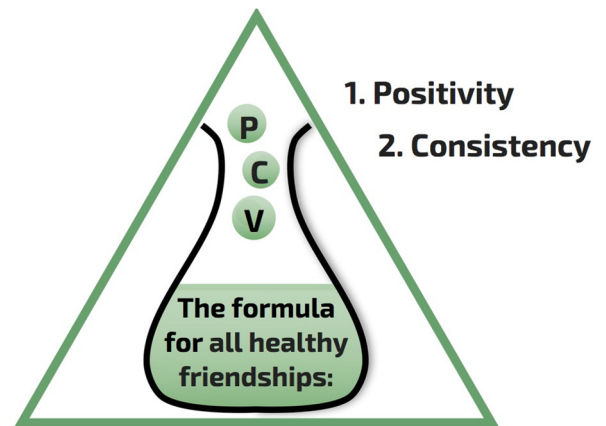 1. Positivity
2. Consistency
P
C
V
The formula
for all healthy
friendships: